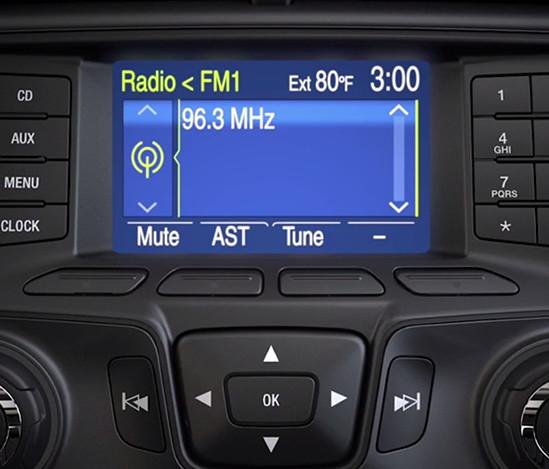 Radio < FM1 Ext 80°F 3:00
96.3 MHz
Mute AST Tune –
CD
AUX
MENU
CLOCK
1
4
GHI
7
PQRS
*
OK